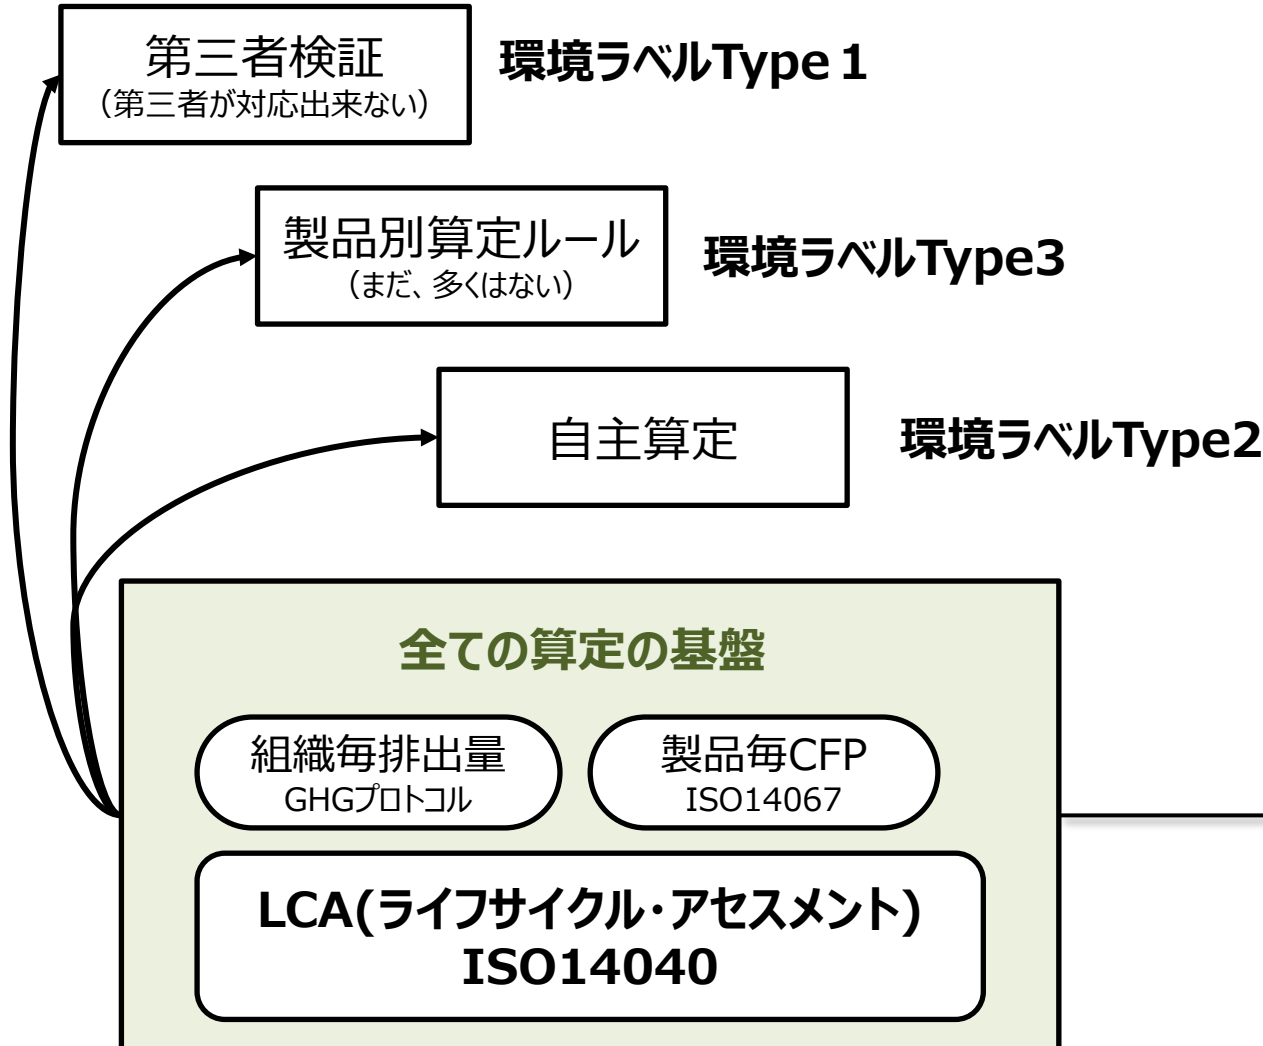 第三者検証
（第三者が対応出来ない）
環境ラベルType１
製品別算定ルール
（まだ、多くはない）
環境ラベルType3
自主算定
環境ラベルType2
全ての算定の基盤
組織毎排出量
GHGプロトコル
製品毎CFP
ISO14067
LCA(ライフサイクル・アセスメント)
ISO14040